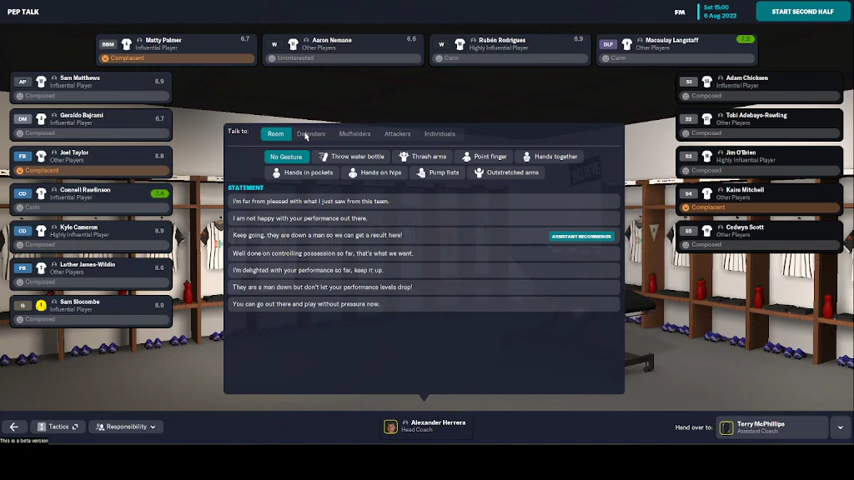 PEP TALK
FM
Sat 15:00
6 Aug 2022
START SECOND HALF
BBM
Matty Palmer
Influential Player
6.7
Complacent
W
Aaron Nemane
Other Players
6.6
Uninterested
W
Rubén Rodrigues
Highly Influential Player
6.9
Calm
DLF
Macaulay Langstaff
Other Players
7.3
Calm
AP
Sam Matthews
Influential Player
6.9
Composed
DM
Geraldo Bajrami
Influential Player
6.7
Composed
FB
Joel Taylor
Other Players
6.8
Complacent
CD
Connell Rawlinson
Influential Player
7.4
Calm
CD
Kyle Cameron
Highly Influential Player
6.9
Composed
FB
Luther James-Wildin
Other Players
6.6
Composed
G
Sam Slocombe
Influential Player
6.9
Composed
Talk to:
Room
Defenders
Midfielders
Attackers
Individuals
No Gesture
Throw water bottle
Thrash arms
Point finger
Hands together
Hands in pockets
Hands on hips
Pump fists
Outstretched arms
STATEMENT
I'm far from pleased with what I just saw from this team.
I am not happy with your performance out there.
Keep going, they are down a man so we can get a result here!
ASSISTANT RECOMMENDS
Well done on controlling possession so far, that's what we want.
I'm delighted with your performance so far, keep it up.
They are a man down but don't let your performance levels drop!
You can go out there and play without pressure now.
S1
Adam Chicksen
Influential Player
Composed
S2
Tobi Adebayo-Rowling
Other Players
Composed
S3
Jim O'Brien
Highly Influential Player
Composed
S4
Kairo Mitchell
Other Players
Complacent
S5
Cedwyn Scott
Other Players
Composed
Tactics
Responsibility
Alexander Herrera
Head Coach
Hand over to:
Terry McPhillips
Assistant Coach
This is a beta version